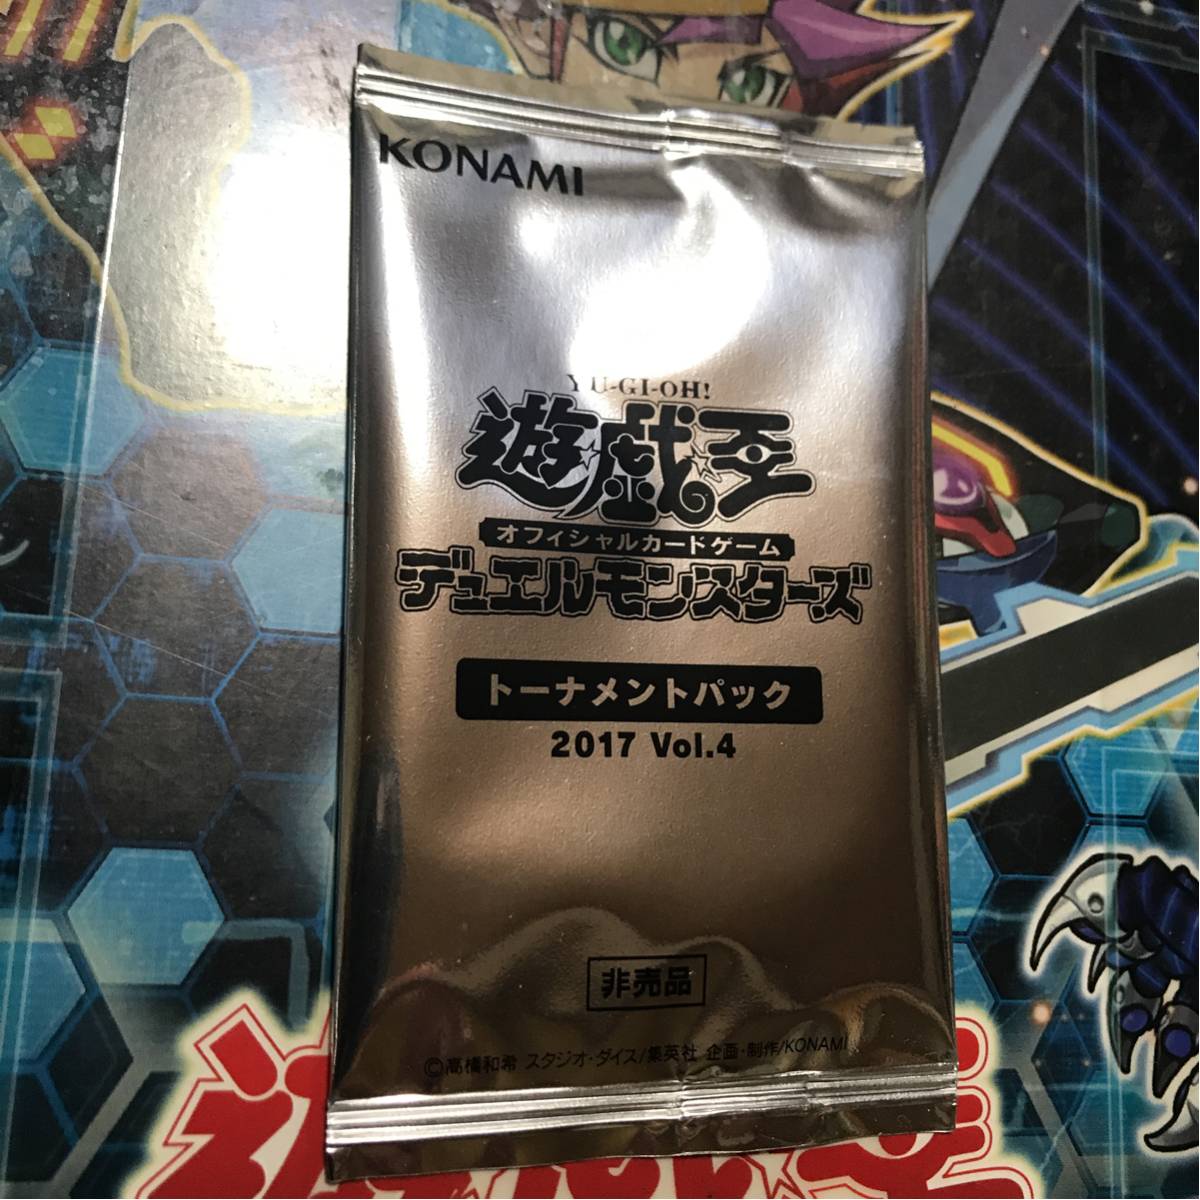 KONAMI
YU-GI-OH!
遊☆戯☆王
オフィシャルカードゲーム
デュエルモンスターズ
トーナメントパック
2017 Vol.4
非売品
©高橋和希 スタジオ・ダイス/集英社 企画・制作/KONAMI